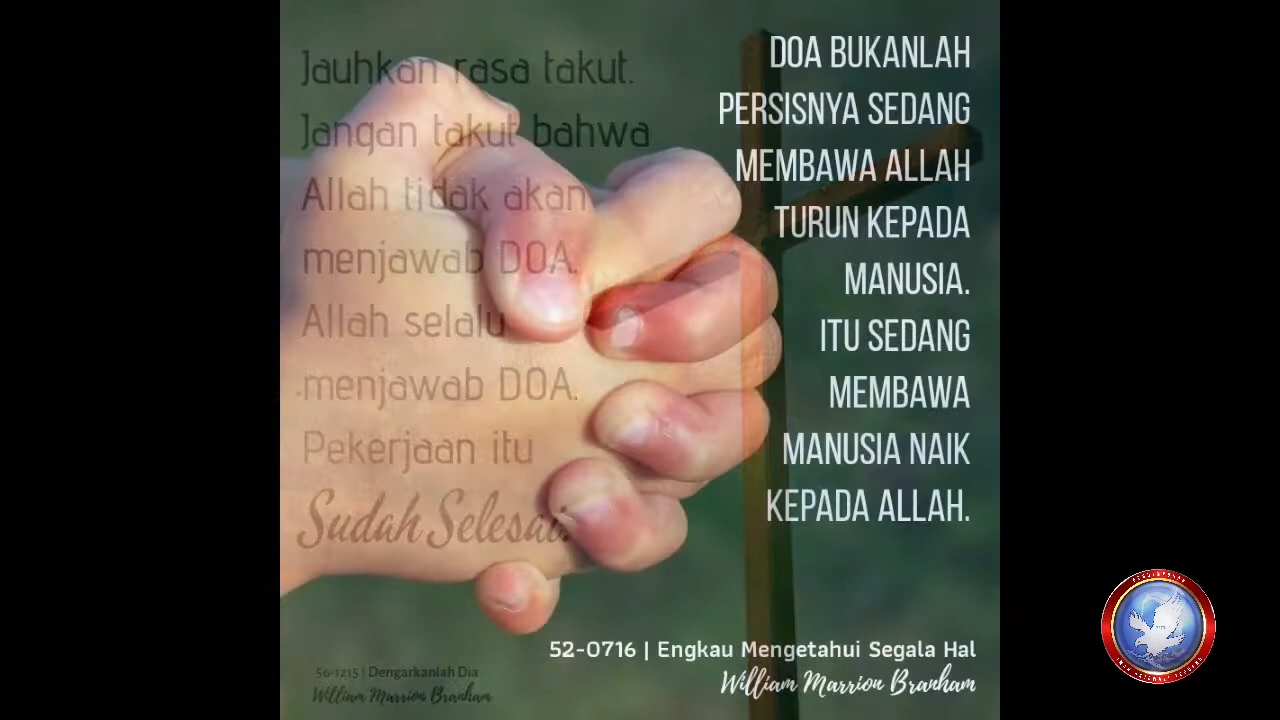 Jauhkan rasa takut.
Jangan takut bahwa
Allah tidak akan
menjawab DOA.
Allah selalu
menjawab DOA.
Pekerjaan itu
Sudah Selesai.
56-1215 | Dengarkanlah Dia
William Marrion Branham
DOA BUKANLAH
PERSISNYA SEDANG
MEMBAWA ALLAH
TURUN KEPADA
MANUSIA.
ITU SEDANG
MEMBAWA
MANUSIA NAIK
KEPADA ALLAH.
52-0716 | Engkau Mengetahui Segala Hal
William Marrion Branham